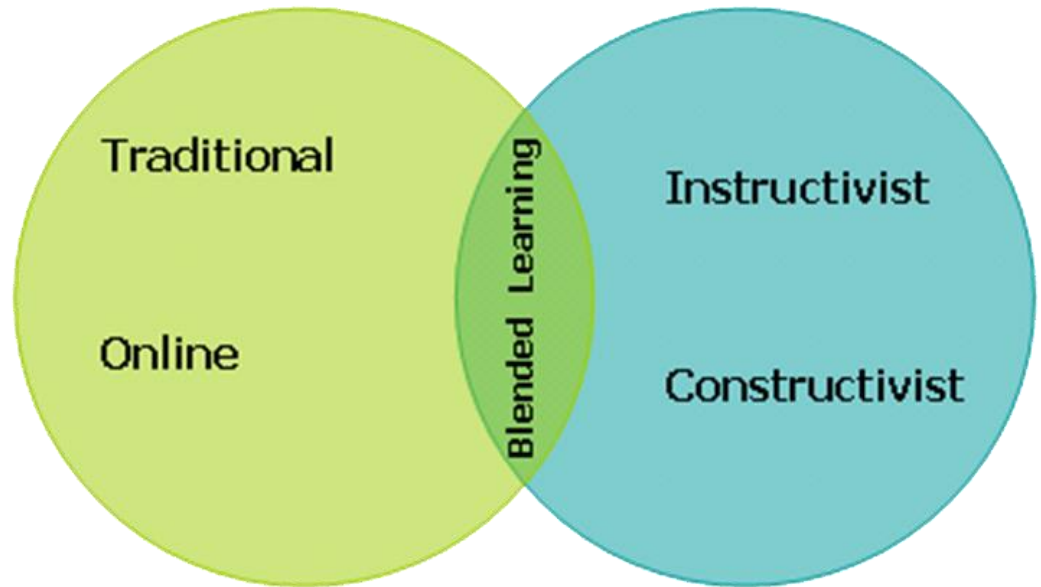 Traditional
Online
Blended Learning
Instructivist
Constructivist